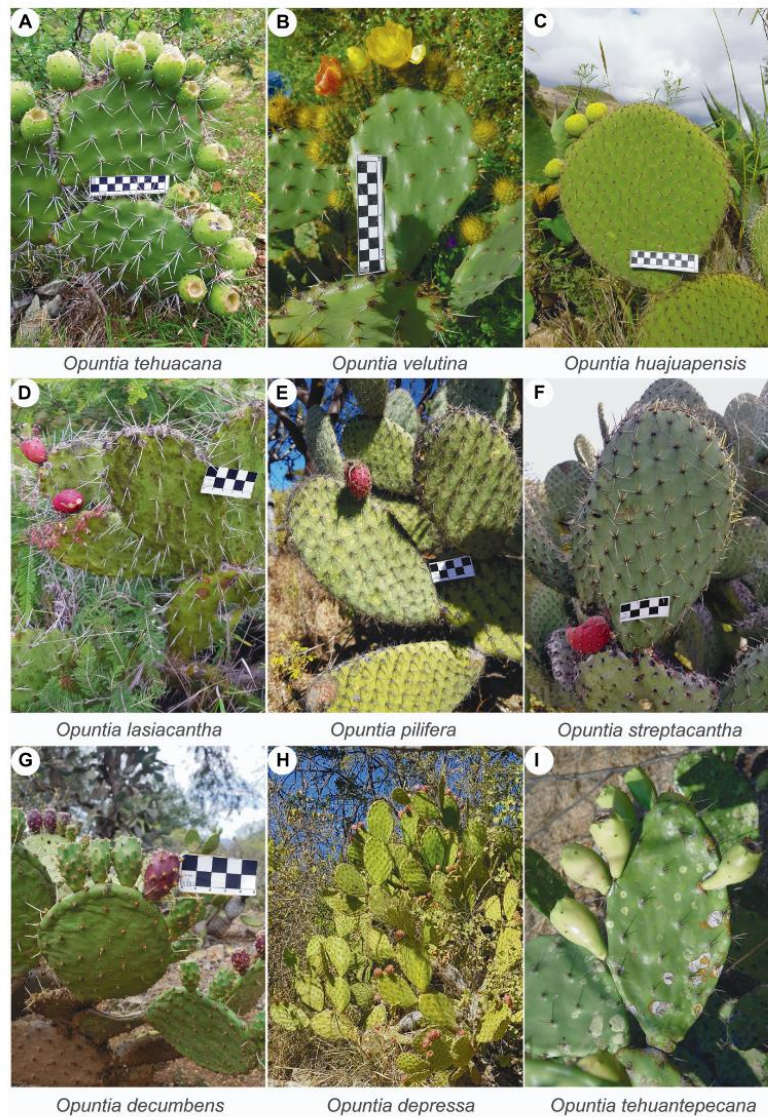 A
B
C
Opuntia tehuacana
Opuntia velutina
Opuntia huajuapensis
D
E
F
Opuntia lasiacantha
Opuntia pilifera
Opuntia streptacantha
G
H
I
Opuntia decumbens
Opuntia depressa
Opuntia tehuantepecana